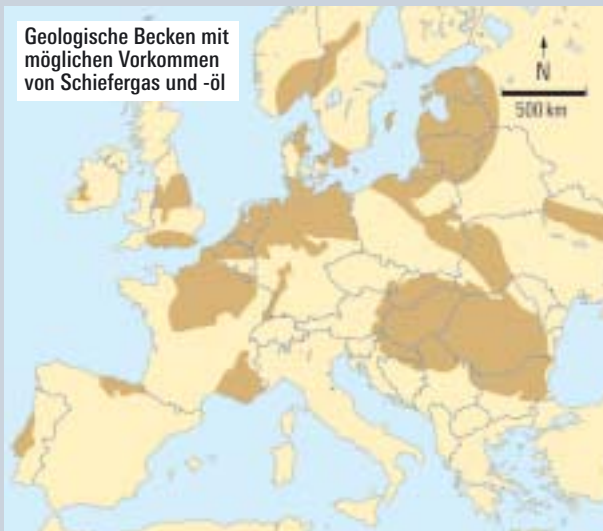 Geologische Becken mit
möglichen Vorkommen
von Schiefergas und -öl
N
500 km